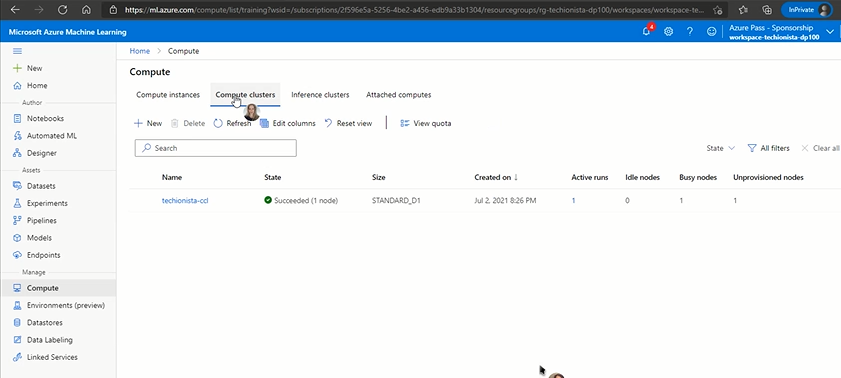 https://ml.azure.com/compute/list/training?wsid=/subscriptions/2f596e5a-5256-4be2-a456-edb9a33b1304/resourcegroups/rg-techionista-dp100/workspaces/workspace-te...
InPrivate
Microsoft Azure Machine Learning
4
Azure Pass - Sponsorship
workspace-techionista-dp100
New
Home
Author
Notebooks
Automated ML
Designer
Assets
Datasets
Experiments
Pipelines
Models
Endpoints
Manage
Compute
Environments (preview)
Datastores
Data Labeling
Linked Services
Home > Compute
Compute
Compute instances Compute clusters Inference clusters Attached computes
New Delete Refresh Edit columns Reset view View quota
Search
State All filters Clear all
Name State Size Created on ↓ Active runs Idle nodes Busy nodes Unprovisioned nodes
techionista-ccl Succeeded (1 node) STANDARD_D1 Jul 2, 2021 8:26 PM 1 0 1 1